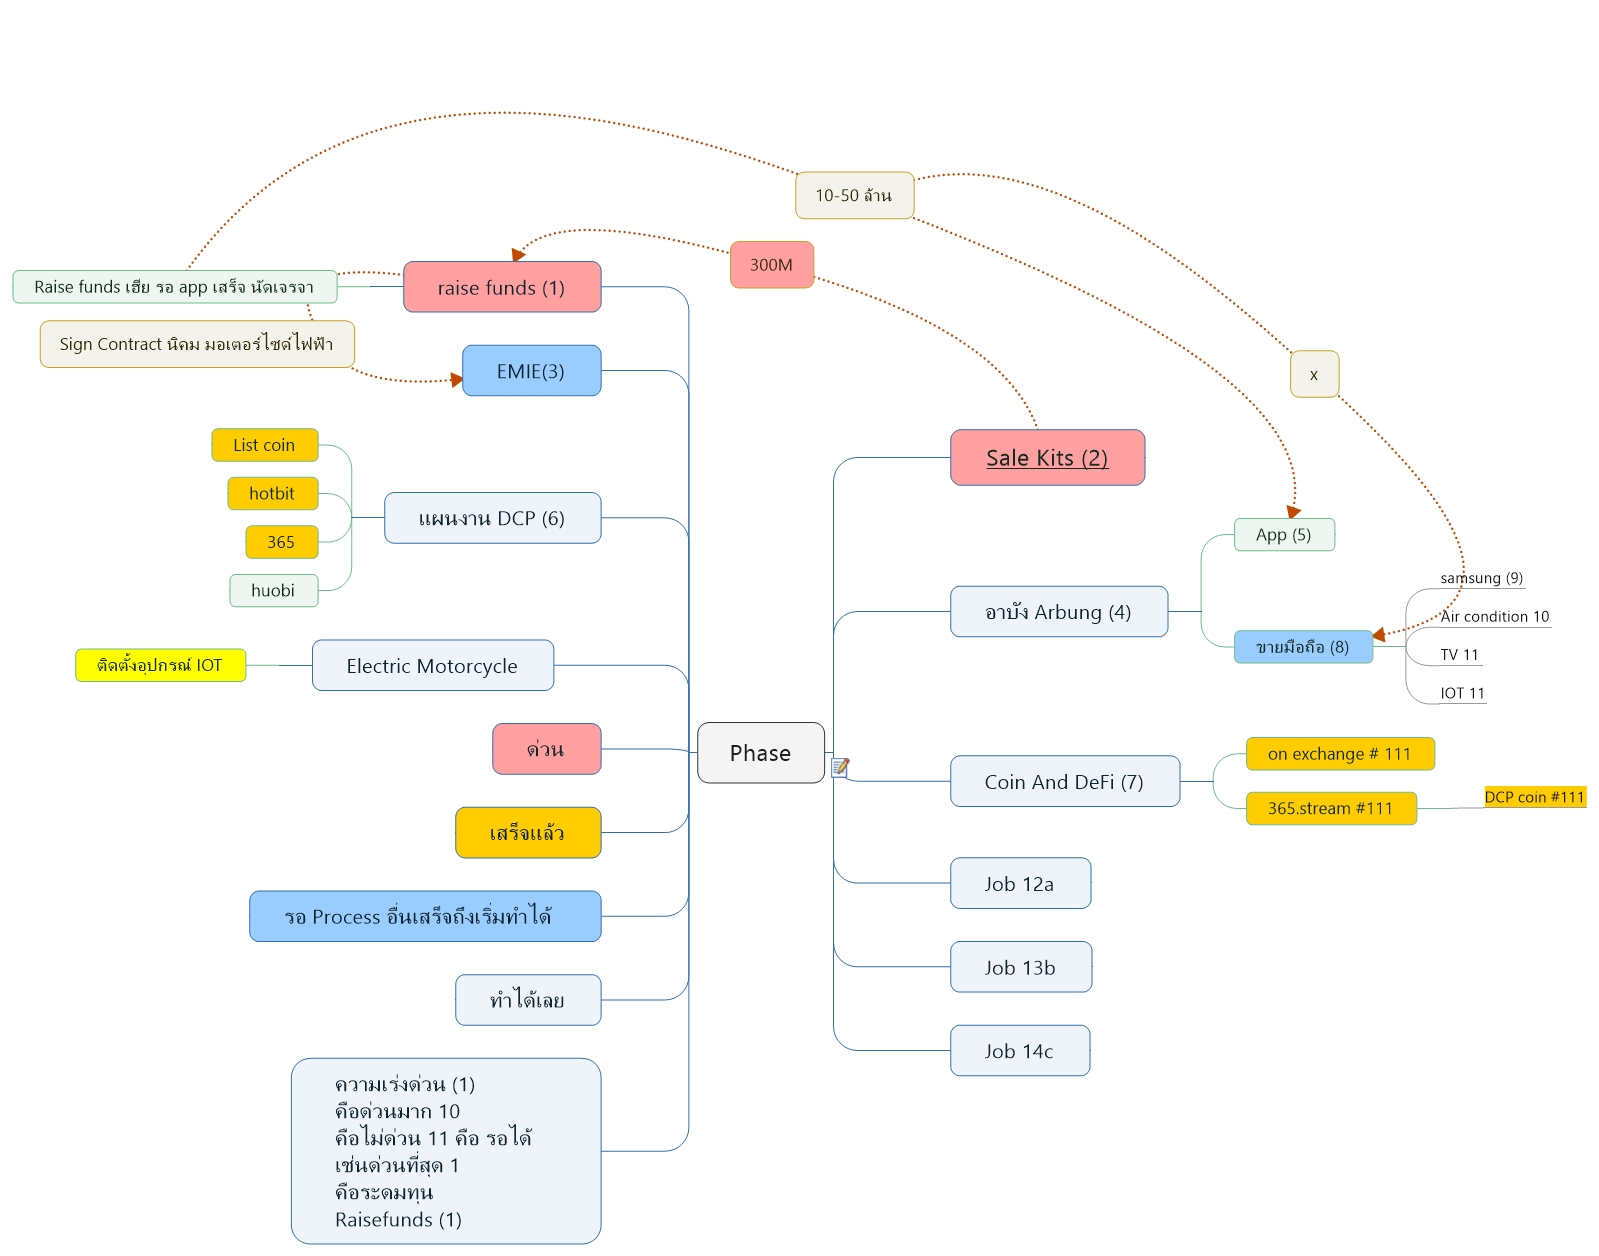 10-50 ล้าน
300M
Raise funds เฮีย รอ app เสร็จ นัดเจรจา
raise funds (1)
Sign Contract นิคม มอเตอร์ไซค์ไฟฟ้า
EMIE(3)
x
List coin
hotbit
365
huobi
แผนงาน DCP (6)
ติดตั้งอุปกรณ์ IOT
Electric Motorcycle
ด่วน
เสร็จแล้ว
รอ Process อื่นเสร็จถึงเริ่มทำได้
ทำได้เลย
ความเร่งด่วน (1)
คือด่วนมาก 10
คือไม่ด่วน 11 คือ รอได้
เช่นด่วนที่สุด 1
คือระดมทุน
Raisefunds (1)
Phase
Sale Kits (2)
อาบัง Arbung (4)
App (5)
ขายมือถือ (8)
samsung (9)
Air condition 10
TV 11
IOT 11
Coin And DeFi (7)
on exchange # 111
365.stream #111
DCP coin #111
Job 12a
Job 13b
Job 14c